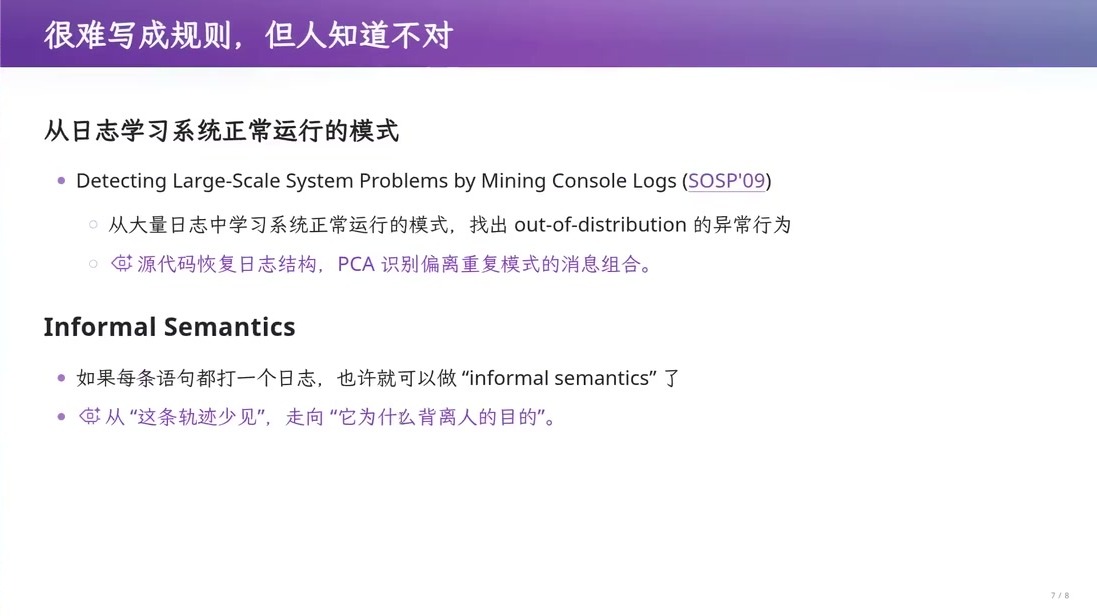 很难写成规则，但人知道不对
从日志学习系统正常运行的模式
Detecting Large-Scale System Problems by Mining Console Logs (SOSP'09)
从大量日志中学习系统正常运行的模式，找出 out-of-distribution 的异常行为
源代码恢复日志结构，PCA 识别偏离重复模式的消息组合。
Informal Semantics
如果每条语句都打一个日志，也许就可以做 “informal semantics” 了
从 “这条轨迹少见”，走向 “它为什么背离人的目的”。
7 / 8